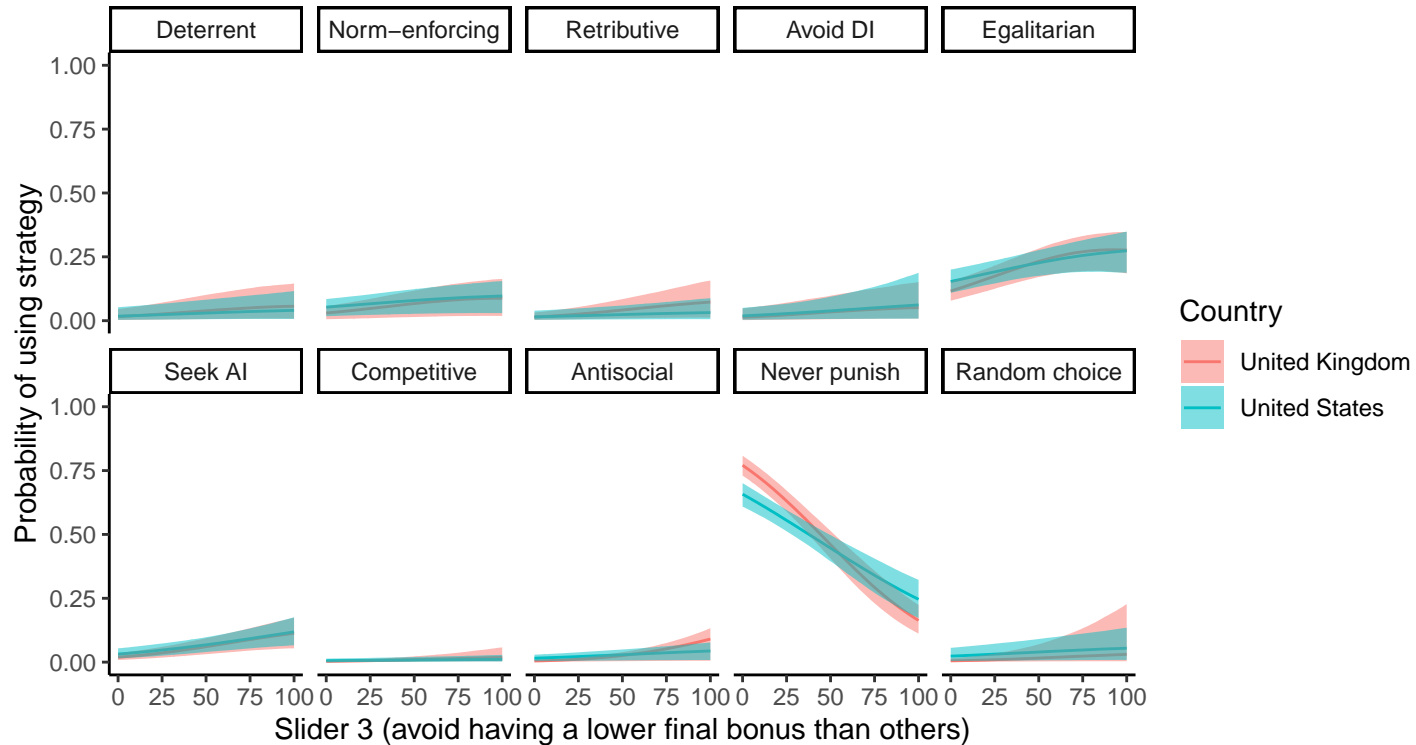 Deterrent Norm−enforcing Retributive Avoid DI Egalitarian
1.00
0.75
0.50
0.25
0.00
Seek AI Competitive Antisocial Never punish Random choice
1.00
0.75
0.50
0.25
0.00
0 25 50 75 100 0 25 50 75 100 0 25 50 75 100 0 25 50 75 100 0 25 50 75 100
Slider 3 (avoid having a lower final bonus than others)
Probability of using strategy
Country
United Kingdom
United States